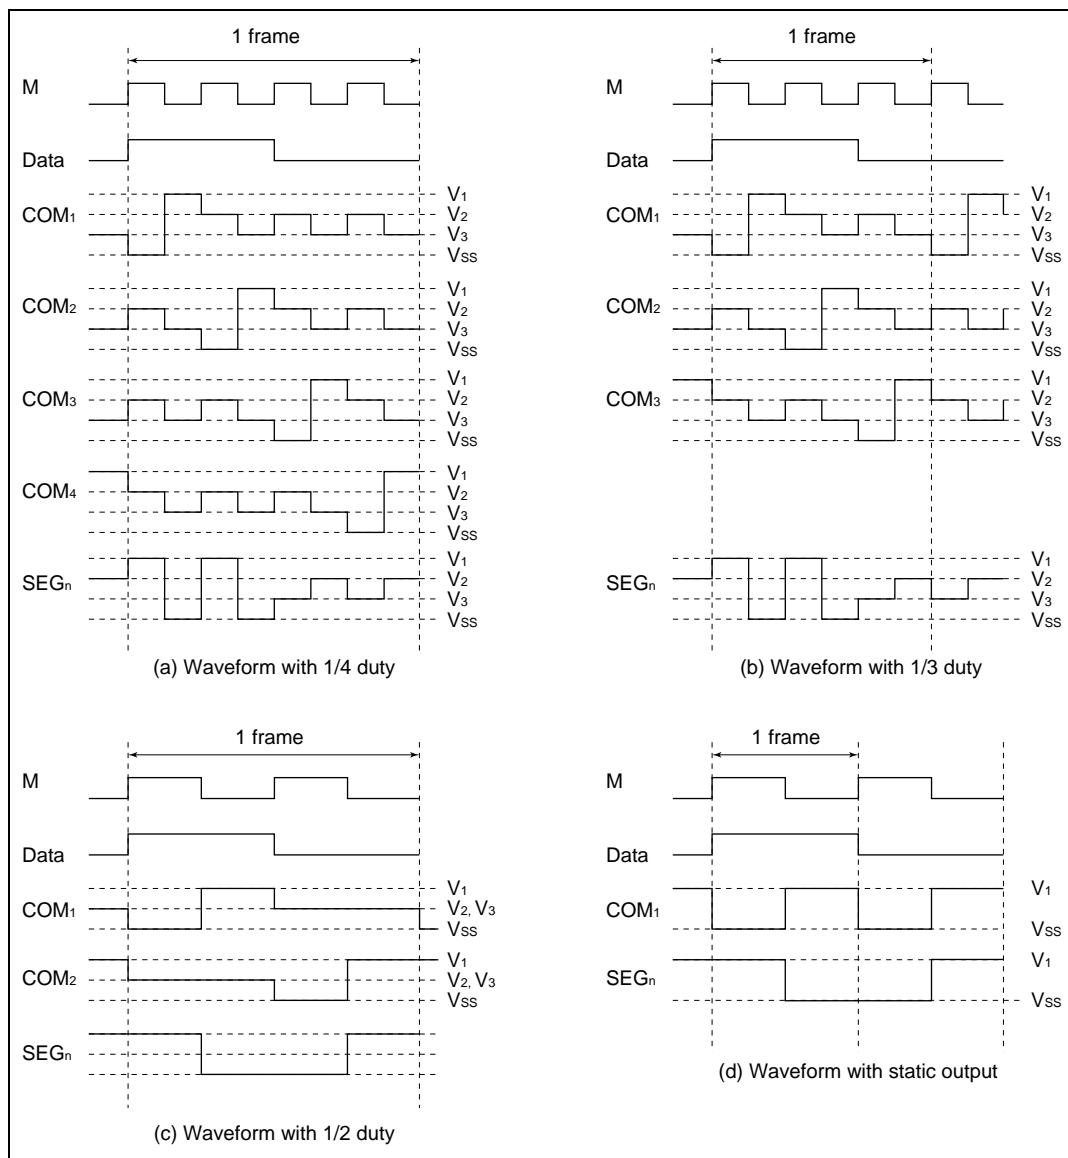 1 frame
M
Data
COM1
V1
V2
V3
VSS
COM2
V1
V2
V3
VSS
COM3
V1
V2
V3
VSS
COM4
V1
V2
V3
VSS
SEGn
V1
V2
V3
VSS
(a) Waveform with 1/4 duty
1 frame
M
Data
COM1
V1
V2
V3
VSS
COM2
V1
V2
V3
VSS
COM3
V1
V2
V3
VSS
SEGn
V1
V2
V3
VSS
(b) Waveform with 1/3 duty
1 frame
M
Data
COM1
V1
V2, V3
VSS
COM2
V1
V2, V3
VSS
SEGn
(c) Waveform with 1/2 duty
1 frame
M
Data
COM1
V1
VSS
SEGn
V1
VSS
(d) Waveform with static output